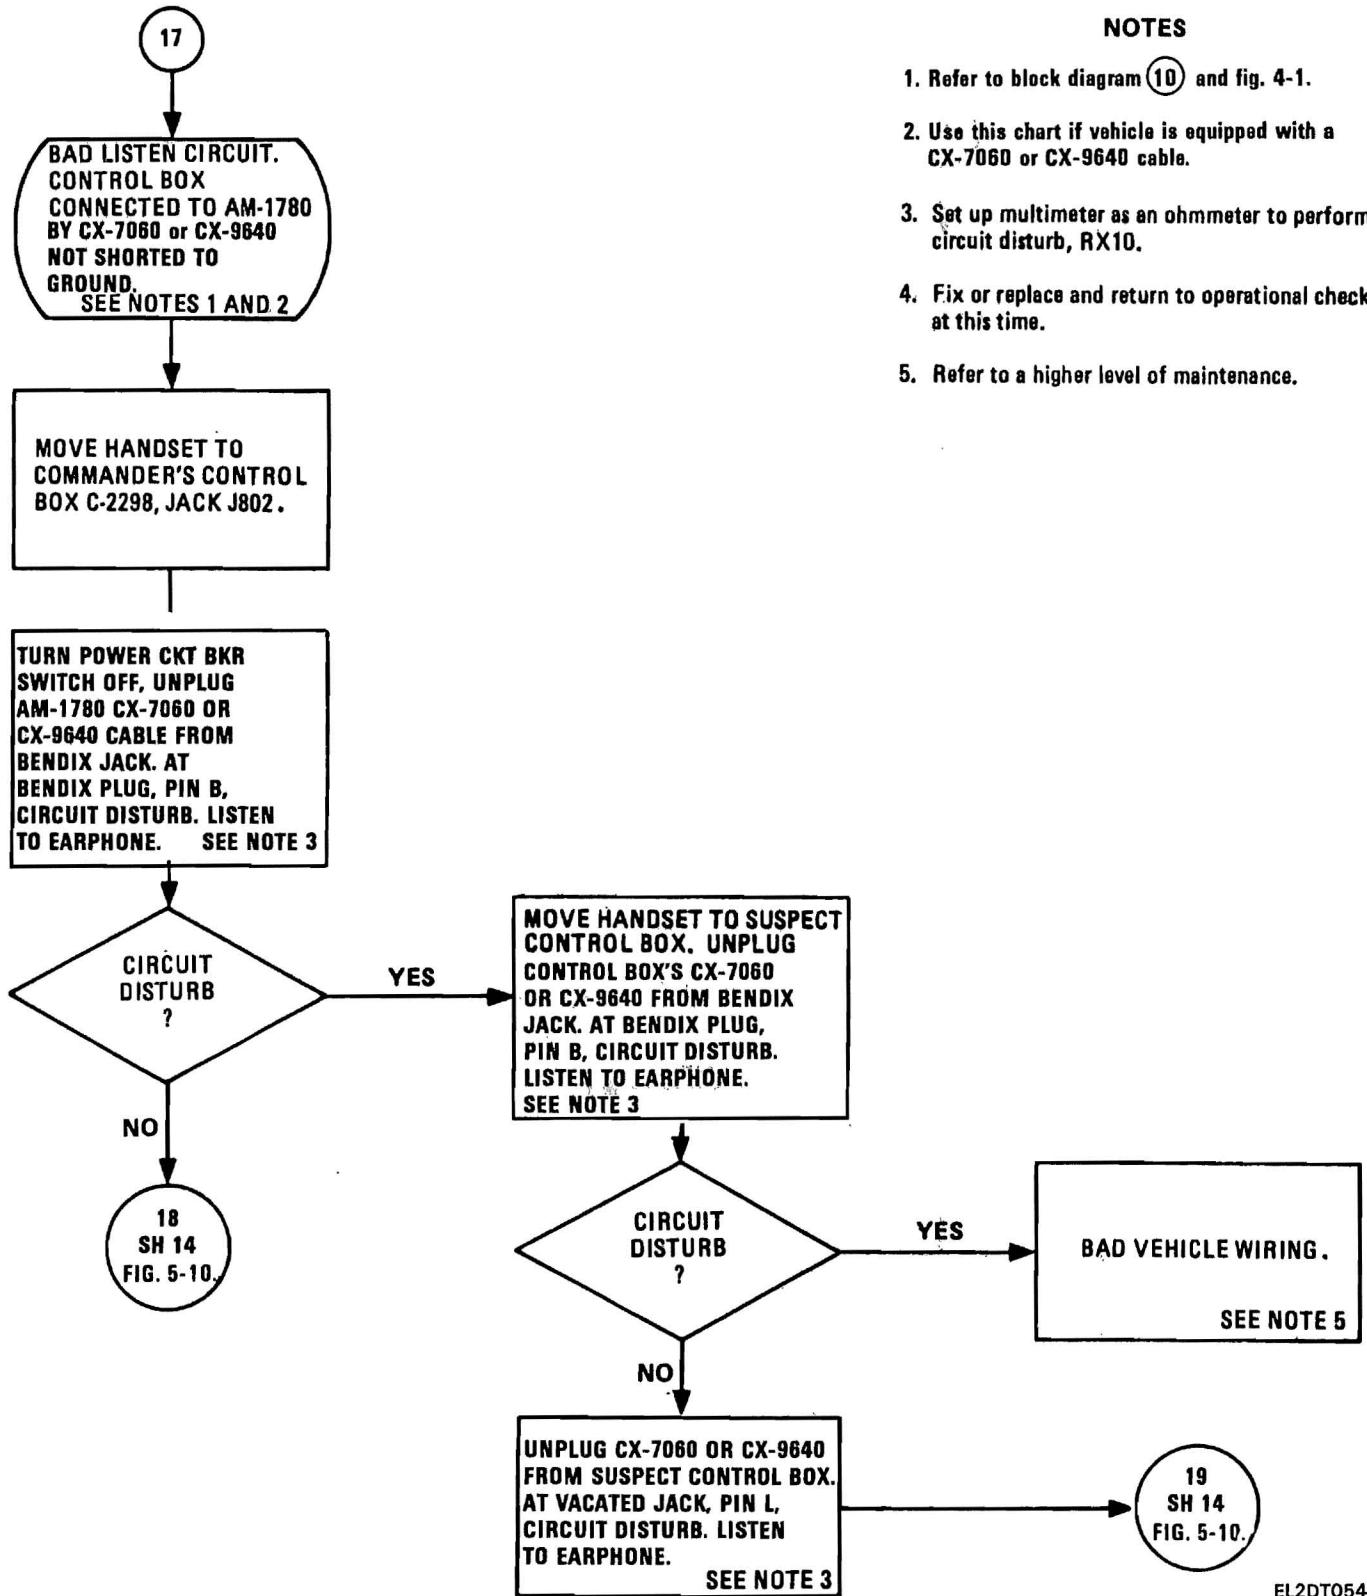 17
BAD LISTEN CIRCUIT.
CONTROL BOX
CONNECTED TO AM-1780
BY CX-7060 or CX-9640
NOT SHORTED TO
GROUND.
SEE NOTES 1 AND 2
MOVE HANDSET TO
COMMANDER'S CONTROL
BOX C-2298, JACK J802.
TURN POWER CKT BKR
SWITCH OFF, UNPLUG
AM-1780 CX-7060 OR
CX-9640 CABLE FROM
BENDIX JACK. AT
BENDIX PLUG, PIN B,
CIRCUIT DISTURB. LISTEN
TO EARPHONE. SEE NOTE 3
CIRCUIT
DISTURB
?
YES
NO
18
SH 14
FIG. 5-10.
MOVE HANDSET TO SUSPECT
CONTROL BOX. UNPLUG
CONTROL BOX'S CX-7060
OR CX-9640 FROM BENDIX
JACK. AT BENDIX PLUG,
PIN B, CIRCUIT DISTURB.
LISTEN TO EARPHONE.
SEE NOTE 3
CIRCUIT
DISTURB
?
YES
BAD VEHICLE WIRING.
SEE NOTE 5
NO
UNPLUG CX-7060 OR CX-9640
FROM SUSPECT CONTROL BOX.
AT VACATED JACK, PIN L,
CIRCUIT DISTURB. LISTEN
TO EARPHONE.
SEE NOTE 3
19
SH 14
FIG. 5-10.
NOTES
1. Refer to block diagram 10 and fig. 4-1.
2. Use this chart if vehicle is equipped with a
CX-7060 or CX-9640 cable.
3. Set up multimeter as an ohmmeter to perform
circuit disturb, RX10.
4. Fix or replace and return to operational check
at this time.
5. Refer to a higher level of maintenance.
EL2DT054